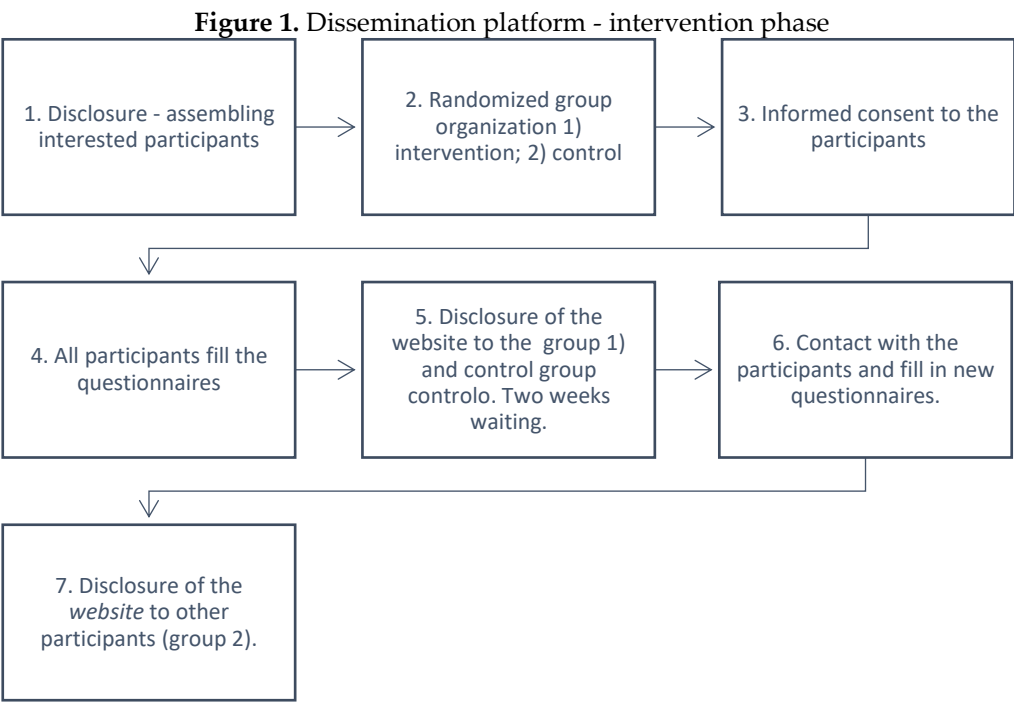 Figure 1. Dissemination platform - intervention phase
1. Disclosure - assembling
interested participants
2. Randomized group
organization 1)
intervention; 2) control
3. Informed consent to the
participants
4. All participants fill the
questionnaires
5. Disclosure of the
website to the group 1)
and control group
controlo. Two weeks
waiting.
6. Contact with the
participants and fill in new
questionnaires.
7. Disclosure of the
website to other
participants (group 2).